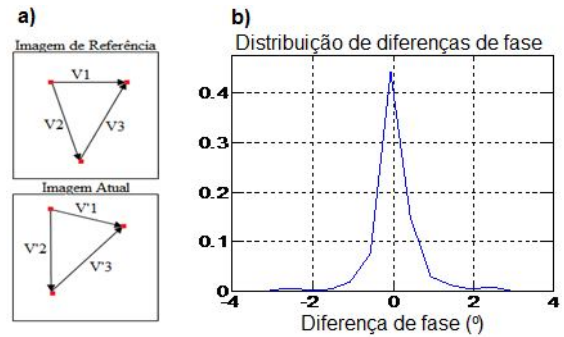 a)
Imagem de Referência
V1
V2
V3
Imagem Atual
V'1
V'2
V'3
b)
Distribuição de diferenças de fase
0.4
0.3
0.2
0.1
0
-4
-2
0
2
4
Diferença de fase (º)